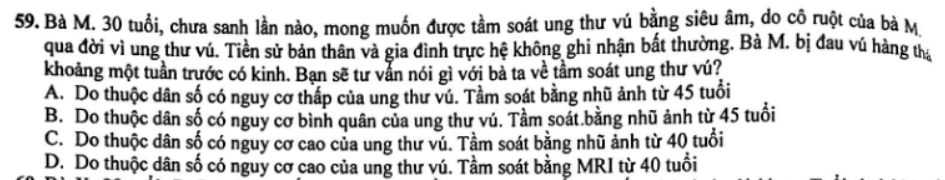 59. Bà M. 30 tuổi, chưa sanh lần nào, mong muốn được tầm soát ung thư vú bằng siêu âm, do cô ruột của bà M.
qua đời vì ung thư vú. Tiền sử bản thân và gia đình trực hệ không ghi nhận bất thường. Bà M. bị đau vú hàng
khoảng một tuần trước có kinh. Bạn sẽ tư vấn nói gì với bà ta về tầm soát ung thư vú?
A. Do thuộc dân số có nguy cơ thấp của ung thư vú. Tầm soát bằng nhũ ảnh từ 45 tuổi
B. Do thuộc dân số có nguy cơ bình quân của ung thư vú. Tầm soát.bằng nhũ ảnh từ 45 tuổi
C. Do thuộc dân số có nguy cơ cao của ung thư vú. Tầm soát bằng nhũ ảnh từ 40 tuổi
D. Do thuộc dân số có nguy cơ cao của ung thư vú. Tầm soát bằng MRI từ 40 tuổi